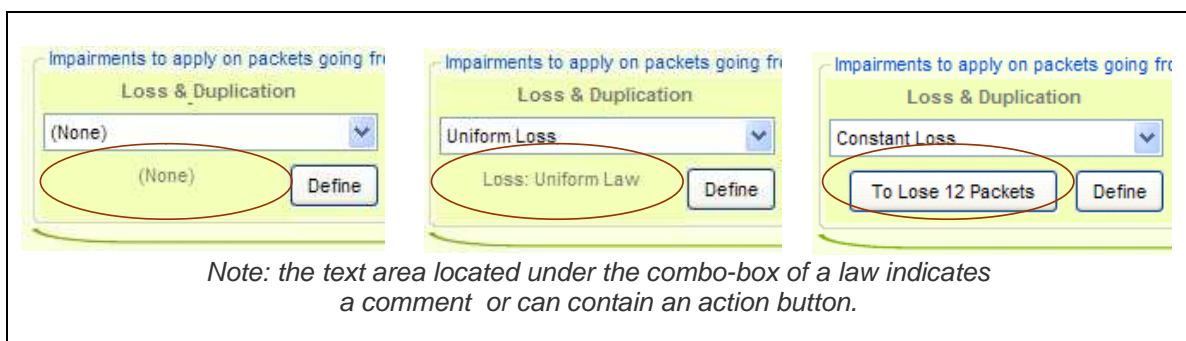 Impairments to apply on packets going fr
Loss & Duplication
(None)
(None)
Define
Impairments to apply on packets going fr
Loss & Duplication
Uniform Loss
Loss: Uniform Law
Define
Impairments to apply on packets going fro
Loss & Duplication
Constant Loss
To Lose 12 Packets
Define
Note: the text area located under the combo-box of a law indicates
a comment or can contain an action button.